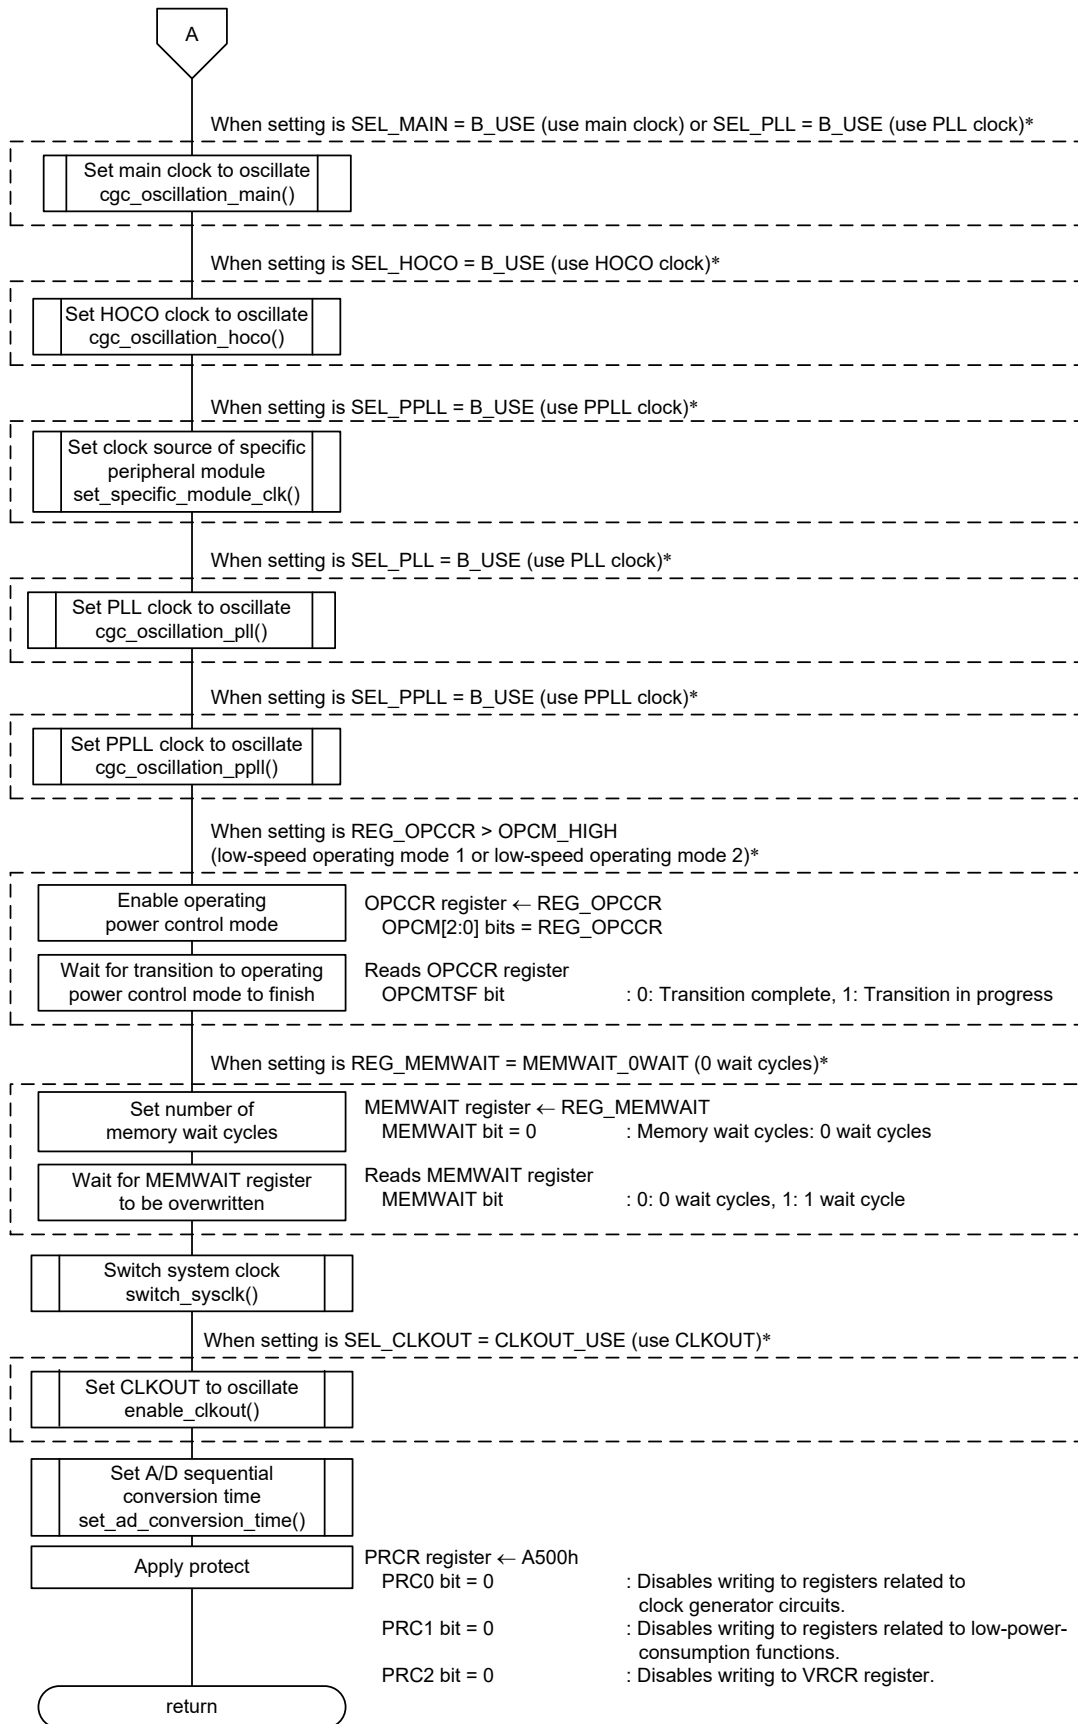 A
When setting is SEL_MAIN = B_USE (use main clock) or SEL_PLL = B_USE (use PLL clock)*
Set main clock to oscillate
cgc_oscillation_main()
When setting is SEL_HOCO = B_USE (use HOCO clock)*
Set HOCO clock to oscillate
cgc_oscillation_hoco()
When setting is SEL_PPLL = B_USE (use PPLL clock)*
Set clock source of specific
peripheral module
set_specific_module_clk()
When setting is SEL_PLL = B_USE (use PLL clock)*
Set PLL clock to oscillate
cgc_oscillation_pll()
When setting is SEL_PPLL = B_USE (use PPLL clock)*
Set PPLL clock to oscillate
cgc_oscillation_ppll()
When setting is REG_OPCCR > OPCM_HIGH
(low-speed operating mode 1 or low-speed operating mode 2)*
Enable operating
power control mode
OPCCR register ← REG_OPCCR
OPCM[2:0] bits = REG_OPCCR
Wait for transition to operating
power control mode to finish
Reads OPCCR register
OPCMTSF bit : 0: Transition complete, 1: Transition in progress
When setting is REG_MEMWAIT = MEMWAIT_0WAIT (0 wait cycles)*
Set number of
memory wait cycles
MEMWAIT register ← REG_MEMWAIT
MEMWAIT bit = 0 : Memory wait cycles: 0 wait cycles
Wait for MEMWAIT register
to be overwritten
Reads MEMWAIT register
MEMWAIT bit : 0: 0 wait cycles, 1: 1 wait cycle
Switch system clock
switch_sysclk()
When setting is SEL_CLKOUT = CLKOUT_USE (use CLKOUT)*
Set CLKOUT to oscillate
enable_clkout()
Set A/D sequential
conversion time
set_ad_conversion_time()
Apply protect
PRCR register ← A500h
PRC0 bit = 0 : Disables writing to registers related to
clock generator circuits.
PRC1 bit = 0 : Disables writing to registers related to low-power-
consumption functions.
PRC2 bit = 0 : Disables writing to VRCR register.
return